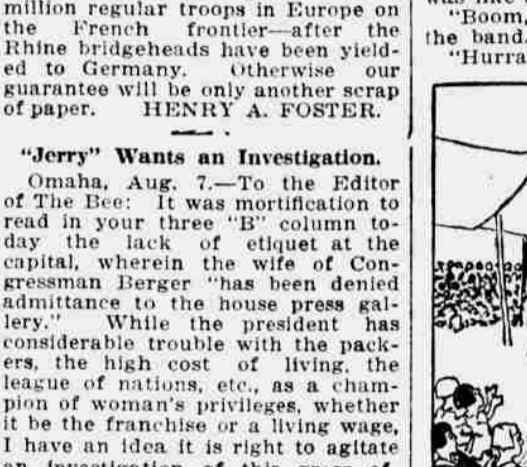 million regular troops in Europe on
the French frontier—after the
Rhine bridgeheads have been yield-
ed to Germany. Otherwise our
guarantee will be only another scrap
of paper. HENRY A. FOSTER.
"Jerry" Wants an Investigation.
Omaha, Aug. 7.—To the Editor
of The Bee: It was mortification to
read in your three "B" column to-
day the lack of etiquet at the
capital, wherein the wife of Con-
gressman Berger "has been denied
admittance to the house press gal-
lery." While the president has
considerable trouble with the pack-
ers, the high cost of living, the
league of nations, etc., as a cham-
pion of woman's privileges, whether
it be the franchise or a living wage,
I have an idea it is right to agitate
an investigation of this
"Boom
the band.
"Hurra